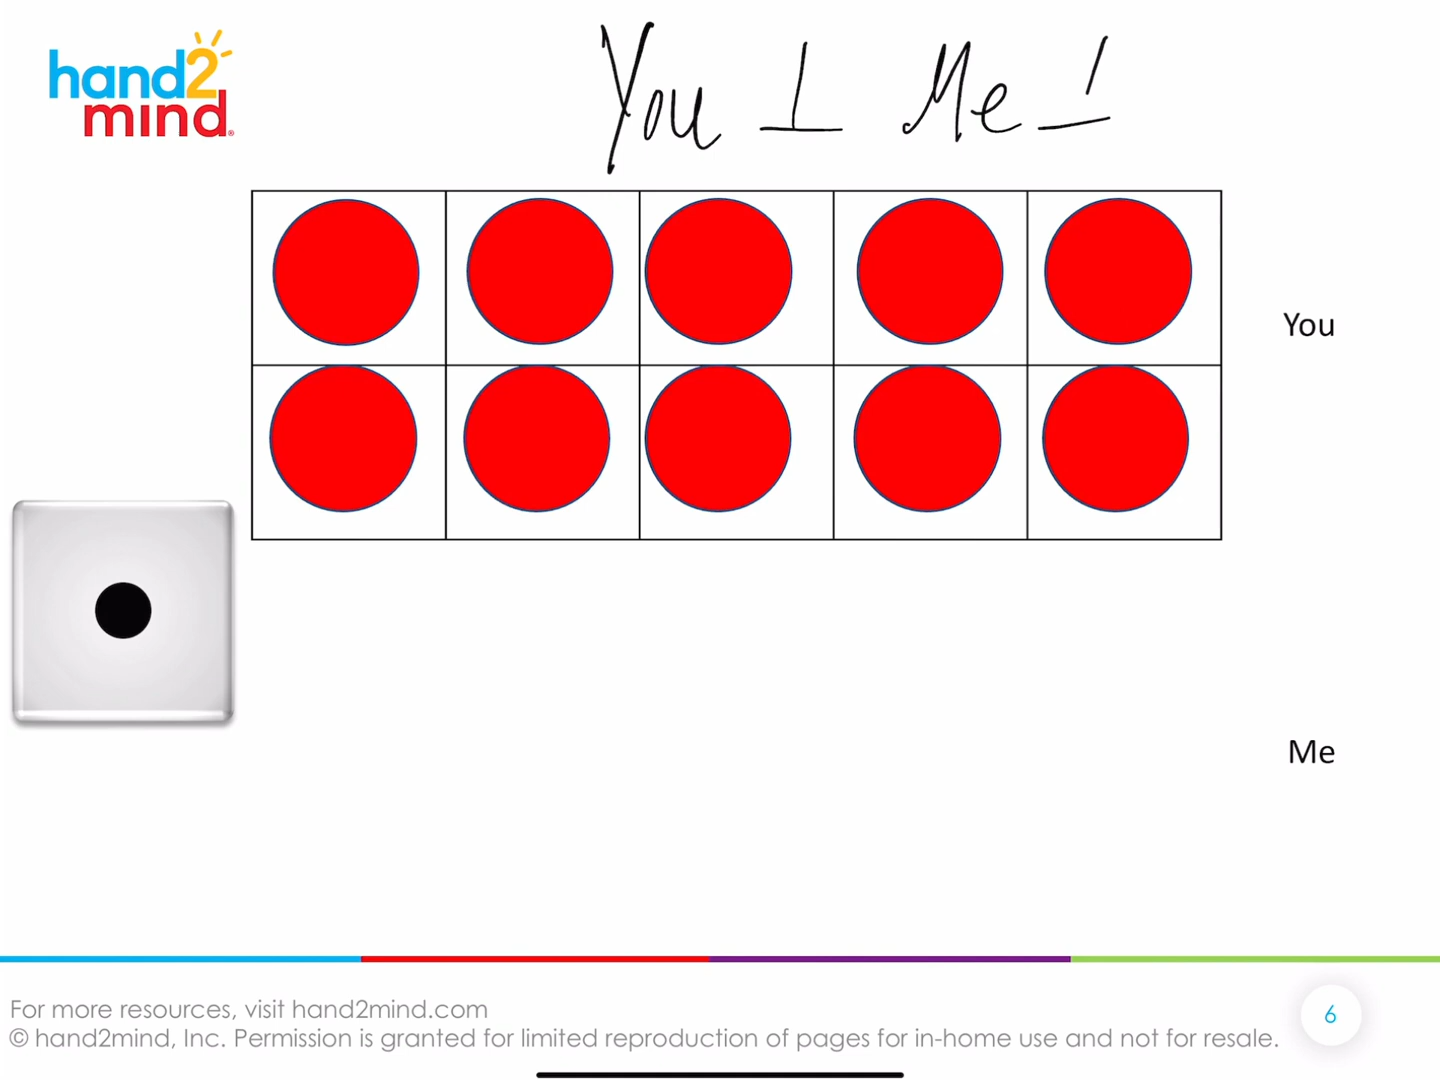 hand2
mind®
You 1 Me 1
You
Me
For more resources, visit hand2mind.com
© hand2mind, Inc. Permission is granted for limited reproduction of pages for in-home use and not for resale.
6